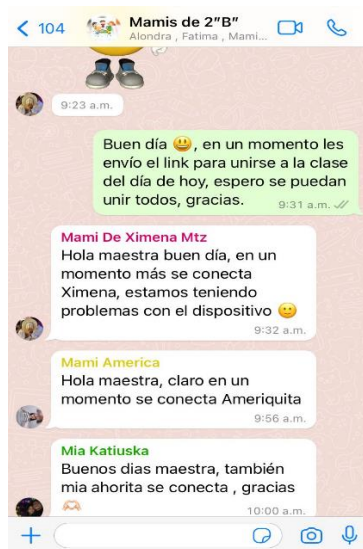 104
Mamis de 2"B"
Alondra , Fatima , Mami...
9:23 a.m.
Buen día 😃, en un momento les
envío el link para unirse a la clase
del día de hoy, espero se puedan
unir todos, gracias.
9:31 a.m.
Mami De Ximena Mtz
Hola maestra buen día, en un
momento más se conecta
Ximena, estamos teniendo
problemas con el dispositivo 🙂
9:32 a.m.
Mami America
Hola maestra, claro en un
momento se conecta Ameriquita
9:56 a.m.
Mia Katiuska
Buenos dias maestra, también
mia ahorita se conecta , gracias
🫶🏻
10:00 a.m.